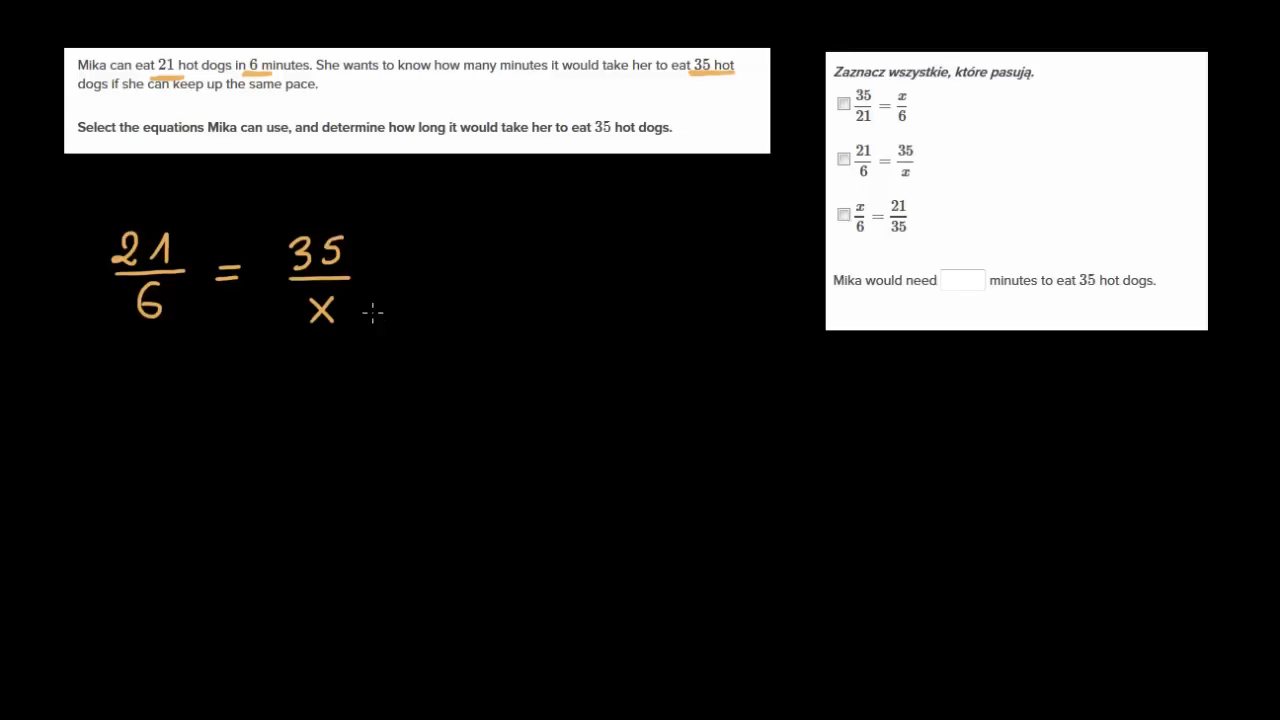 Mika can eat 21 hot dogs in 6 minutes. She wants to know how many minutes it would take her to eat 35 hot
dogs if she can keep up the same pace.
Select the equations Mika can use, and determine how long it would take her to eat 35 hot dogs.
21/6 = 35/x
Zaznacz wszystkie, które pasują.
35/21 = x/6
21/6 = 35/x
x/6 = 21/35
Mika would need minutes to eat 35 hot dogs.